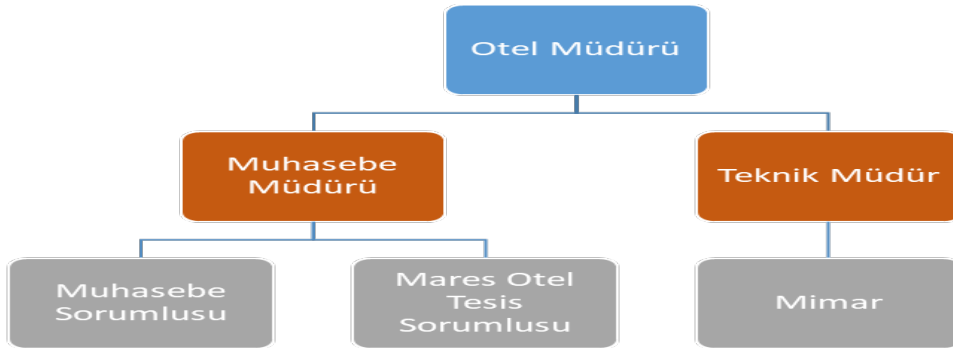 Otel Müdürü
Muhasebe
Müdürü
Teknik Müdür
Muhasebe
Sorumlusu
Mares Otel
Tesis
Sorumlusu
Mimar